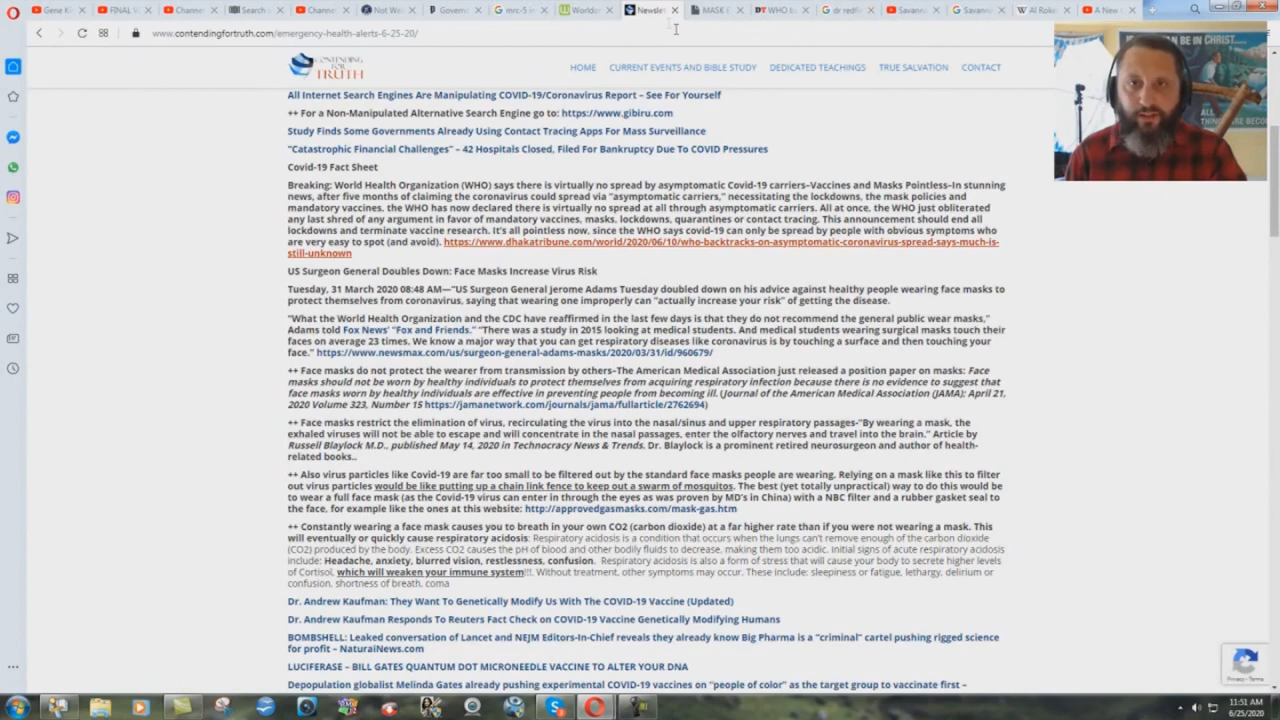 Gene Ki
FINAL V
Channel
Search
Channel
Not We
Govern
mrc-5
Worldo
Newslet
MASK
DT WHO b
dr redf
Savann
Savann
W Al Roke
A New
www.contendingfortruth.com/emergency-health-alerts-6-25-20/
CONTENDING
FOR TRUTH
HOME
CURRENT EVENTS AND BIBLE STUDY
DEDICATED TEACHINGS
TRUE SALVATION
CONTACT
BE IN CHRIST
All Internet Search Engines Are Manipulating COVID-19/Coronavirus Report – See For Yourself
++ For a Non-Manipulated Alternative Search Engine go to: https://www.gibiru.com
Study Finds Some Governments Already Using Contact Tracing Apps For Mass Surveillance
"Catastrophic Financial Challenges" – 42 Hospitals Closed, Filed For Bankruptcy Due To COVID Pressures
Covid-19 Fact Sheet
Breaking: World Health Organization (WHO) says there is virtually no spread by asymptomatic Covid-19 carriers–Vaccines and Masks Pointless–In stunning
news, after five months of claiming the coronavirus could spread via "asymptomatic carriers," necessitating the lockdowns, the mask policies and
mandatory vaccines, the WHO has now declared there is virtually no spread at all through asymptomatic carriers. All at once, the WHO just obliterated
any last shred of any argument in favor of mandatory vaccines, masks, lockdowns, quarantines or contact tracing. This announcement should end all
lockdowns and terminate vaccine research. It's all pointless now, since the WHO says covid-19 can only be spread by people with obvious symptoms who
are very easy to spot (and avoid). https://www.dhakatribune.com/world/2020/06/10/who-backtracks-on-asymptomatic-coronavirus-spread-says-much-is-
still-unknown
US Surgeon General Doubles Down: Face Masks Increase Virus Risk
Tuesday, 31 March 2020 08:48 AM—"US Surgeon General Jerome Adams Tuesday doubled down on his advice against healthy people wearing face masks to
protect themselves from coronavirus, saying that wearing one improperly can "actually increase your risk" of getting the disease.
"What the World Health Organization and the CDC have reaffirmed in the last few days is that they do not recommend the general public wear masks,"
Adams told Fox News' "Fox and Friends." "There was a study in 2015 looking at medical students. And medical students wearing surgical masks touch their
faces on average 23 times. We know a major way that you can get respiratory diseases like coronavirus is by touching a surface and then touching your
face." https://www.newsmax.com/us/surgeon-general-adams-masks/2020/03/31/id/960679/
++ Face masks do not protect the wearer from transmission by others–The American Medical Association just released a position paper on masks: Face
masks should not be worn by healthy individuals to protect themselves from acquiring respiratory infection because there is no evidence to suggest that
face masks worn by healthy individuals are effective in preventing people from becoming ill. (Journal of the American Medical Association (JAMA); April 21,
2020 Volume 323, Number 15 https://jamanetwork.com/journals/jama/fullarticle/2762694)
++ Face masks restrict the elimination of virus, recirculating the virus into the nasal/sinus and upper respiratory passages-"By wearing a mask, the
exhaled viruses will not be able to escape and will concentrate in the nasal passages, enter the olfactory nerves and travel into the brain." Article by
Russell Blaylock M.D., published May 14, 2020 in Technocracy News & Trends. Dr. Blaylock is a prominent retired neurosurgeon and author of health-
related books..
++ Also virus particles like Covid-19 are far too small to be filtered out by the standard face masks people are wearing. Relying on a mask like this to filter
out virus particles would be like putting up a chain link fence to keep out a swarm of mosquitos. The best (yet totally unpractical) way to do this would be
to wear a full face mask (as the Covid-19 virus can enter in through the eyes as was proven by MD's in China) with a NBC filter and a rubber gasket seal to
the face, for example like the ones at this website: http://approvedgasmasks.com/mask-gas.htm
++ Constantly wearing a face mask causes you to breath in your own CO2 (carbon dioxide) at a far higher rate than if you were not wearing a mask. This
will eventually or quickly cause respiratory acidosis: Respiratory acidosis is a condition that occurs when the lungs can't remove enough of the carbon dioxide
(CO2) produced by the body. Excess CO2 causes the pH of blood and other bodily fluids to decrease, making them too acidic. Initial signs of acute respiratory acidosis
include: Headache, anxiety, blurred vision, restlessness, confusion. Respiratory acidosis is also a form of stress that will cause your body to secrete higher levels
of Cortisol, which will weaken your immune system!!! Without treatment, other symptoms may occur. These include: sleepiness or fatigue, lethargy, delirium or
confusion, shortness of breath, coma
Dr. Andrew Kaufman: They Want To Genetically Modify Us With The COVID-19 Vaccine (Updated)
Dr. Andrew Kaufman Responds To Reuters Fact Check on COVID-19 Vaccine Genetically Modifying Humans
BOMBSHELL: Leaked conversation of Lancet and NEJM Editors-In-Chief reveals they already know Big Pharma is a "criminal" cartel pushing rigged science
for profit – NaturalNews.com
LUCIFERASE – BILL GATES QUANTUM DOT MICRONEEDLE VACCINE TO ALTER YOUR DNA
Depopulation globalist Melinda Gates already pushing experimental COVID-19 vaccines on "people of color" as the target group to vaccinate first –
Privacy - Terms
11:51 AM
6/25/2020